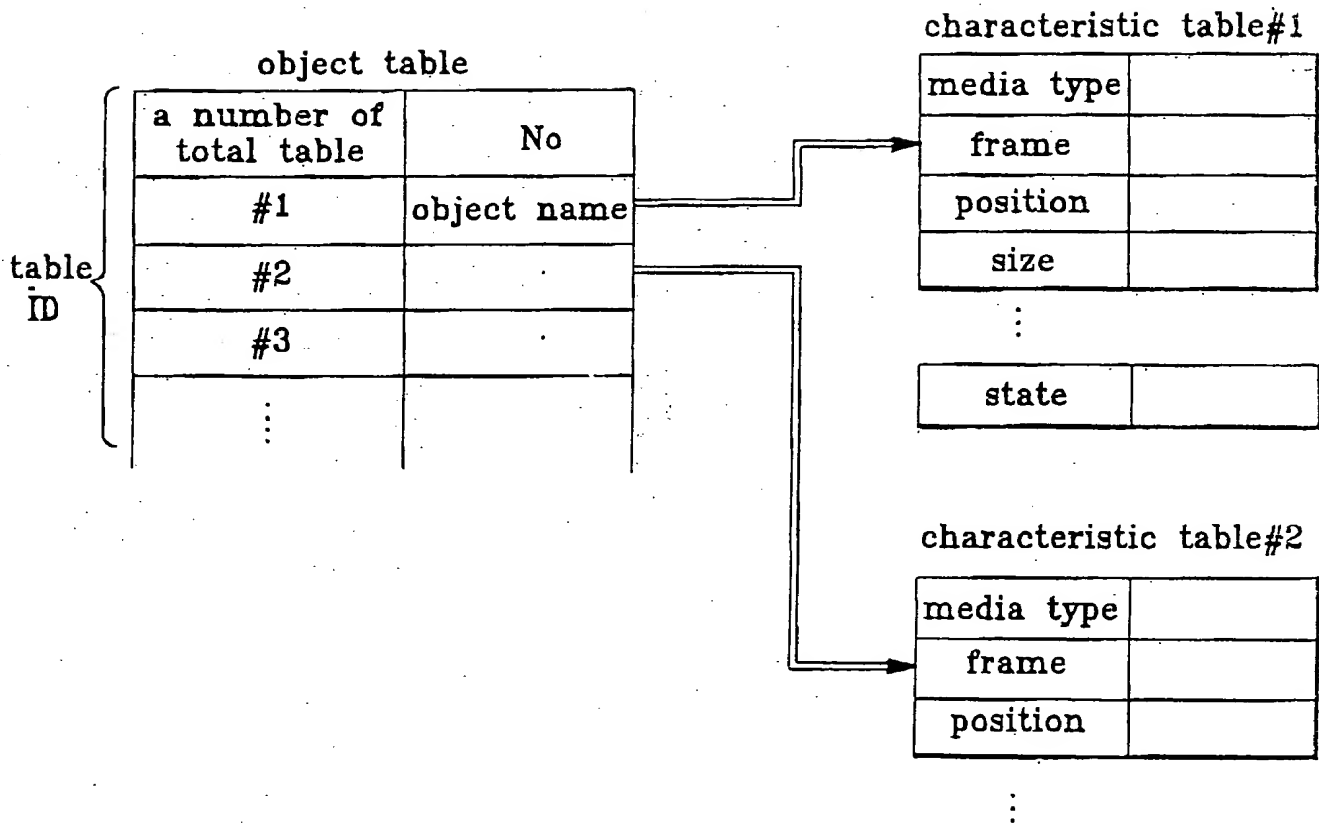 object table
a number of
total table
No
#1
object name
#2
#3
table
ID
characteristic table#1
media type
frame
position
size
state
characteristic table#2
media type
frame
position